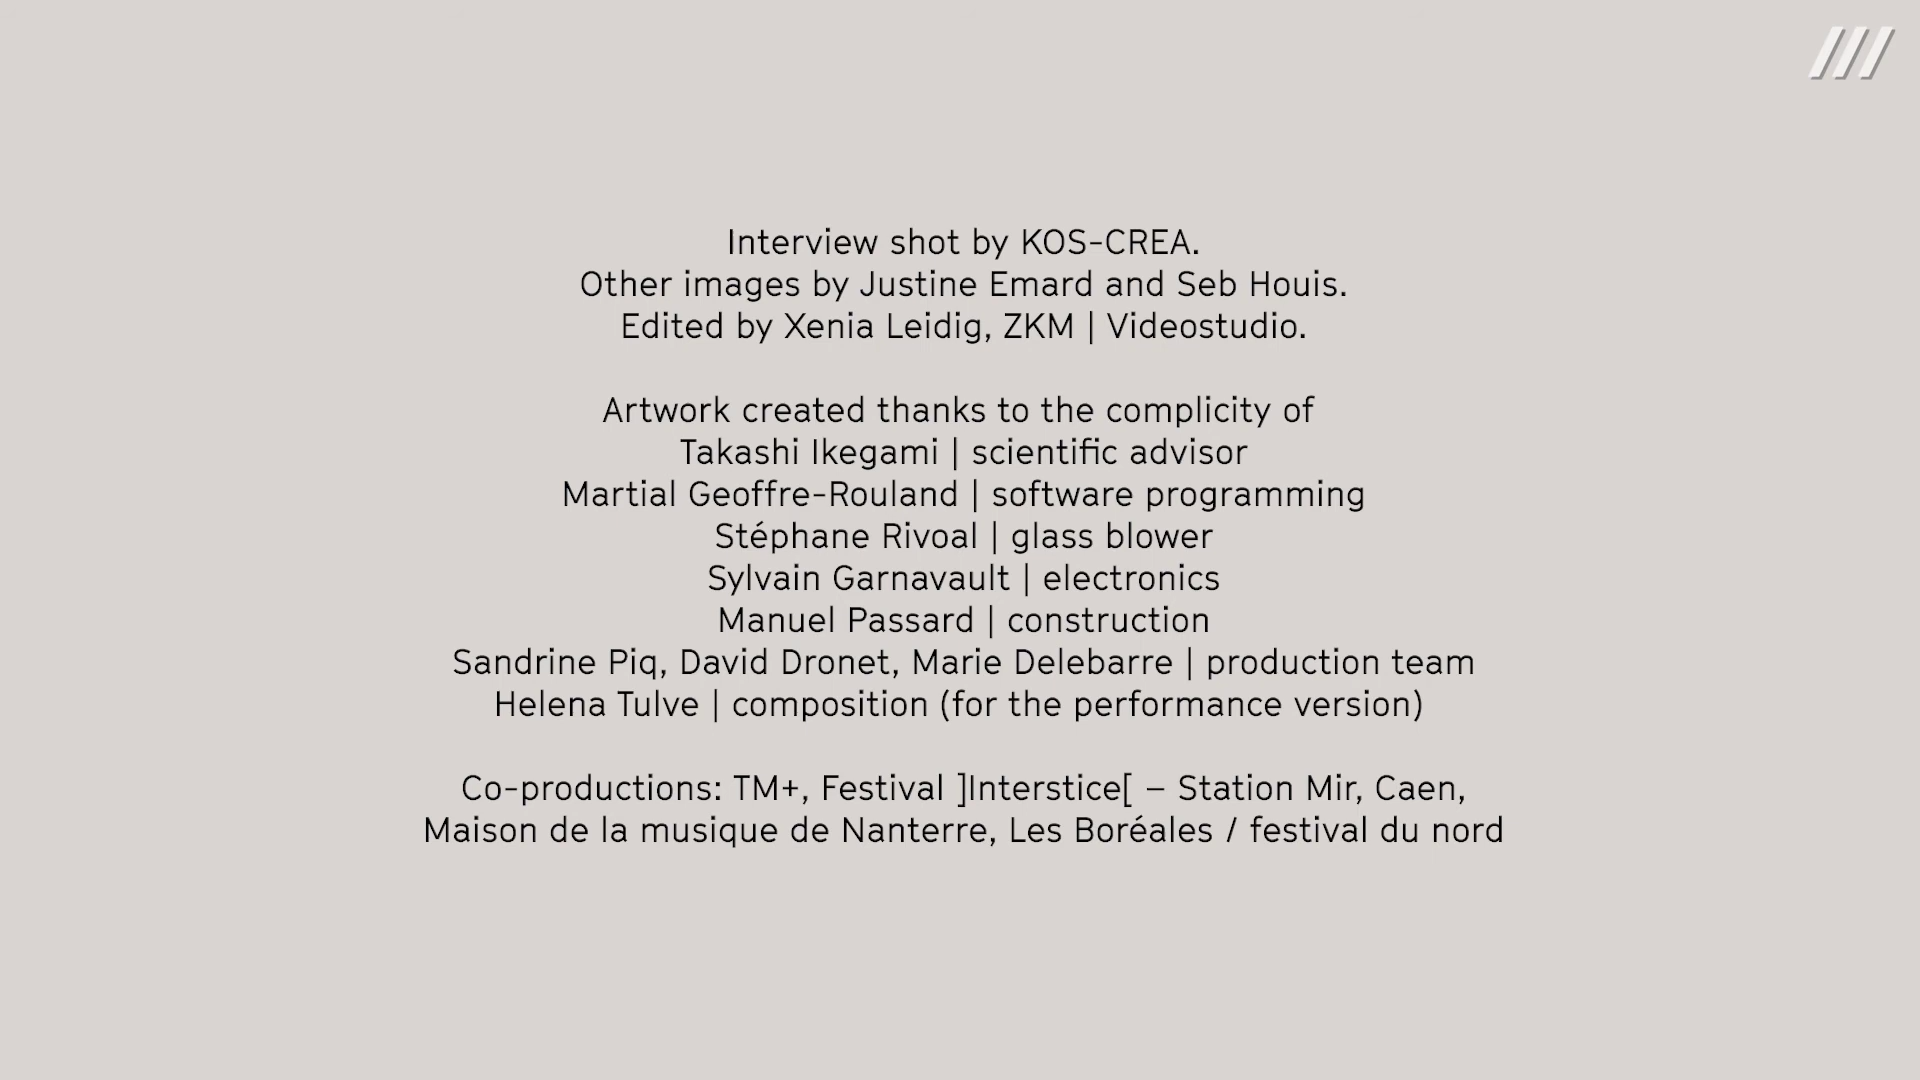 Interview shot by KOS-CREA.
Other images by Justine Emard and Seb Houis.
Edited by Xenia Leidig, ZKM | Videostudio.
Artwork created thanks to the complicity of
Takashi Ikegami | scientific advisor
Martial Geoffre-Rouland | software programming
Stéphane Rivoal | glass blower
Sylvain Garnavault | electronics
Manuel Passard | construction
Sandrine Piq, David Dronet, Marie Delebarre | production team
Helena Tulve | composition (for the performance version)
Co-productions: TM+, Festival ]Interstice[ – Station Mir, Caen,
Maison de la musique de Nanterre, Les Boréales / festival du nord